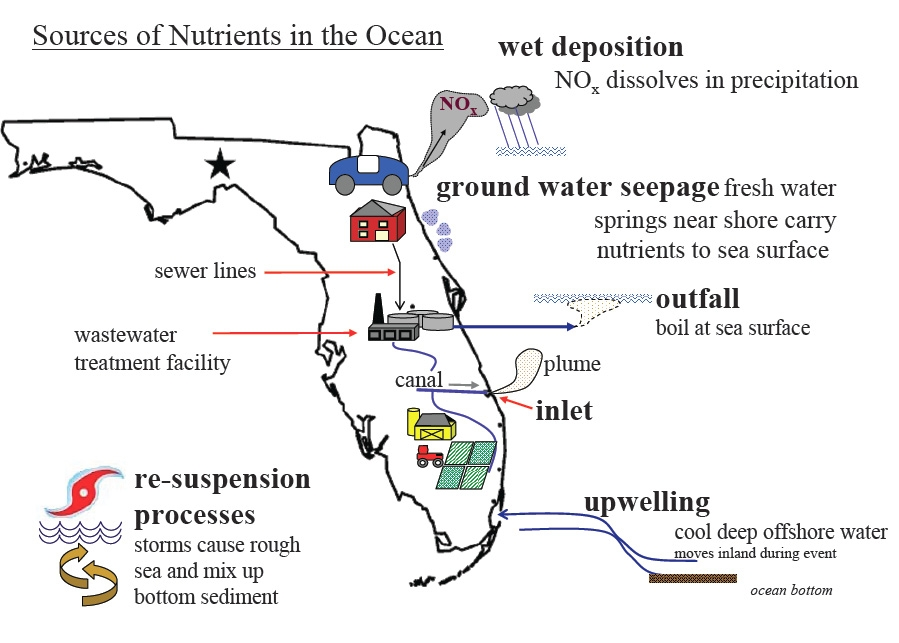 Sources of Nutrients in the Ocean
wet deposition
NOx dissolves in precipitation
NOx
ground water seepage fresh water
springs near shore carry
nutrients to sea surface
sewer lines
outfall
boil at sea surface
wastewater
treatment facility
plume
canal
inlet
re-suspension
processes
storms cause rough
sea and mix up
bottom sediment
upwelling
cool deep offshore water
moves inland during event
ocean bottom